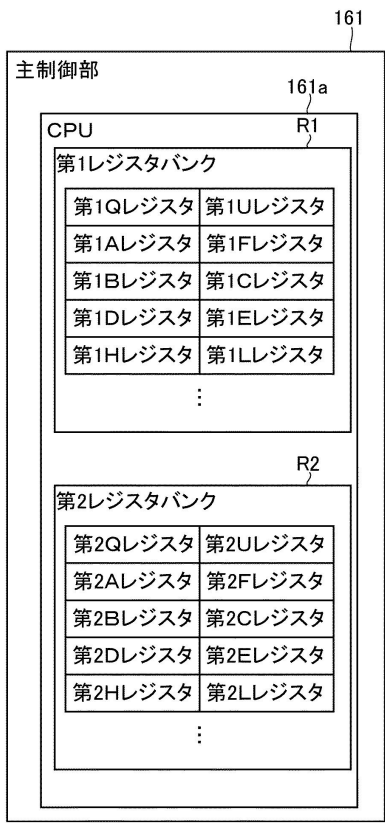 161
主制御部
161a
CPU
R1
第1レジスタバンク
第1Qレジスタ 第1Uレジスタ
第1Aレジスタ 第1Fレジスタ
第1Bレジスタ 第1Cレジスタ
第1Dレジスタ 第1Eレジスタ
第1Hレジスタ 第1Lレジスタ
⋮
R2
第2レジスタバンク
第2Qレジスタ 第2Uレジスタ
第2Aレジスタ 第2Fレジスタ
第2Bレジスタ 第2Cレジスタ
第2Dレジスタ 第2Eレジスタ
第2Hレジスタ 第2Lレジスタ
⋮